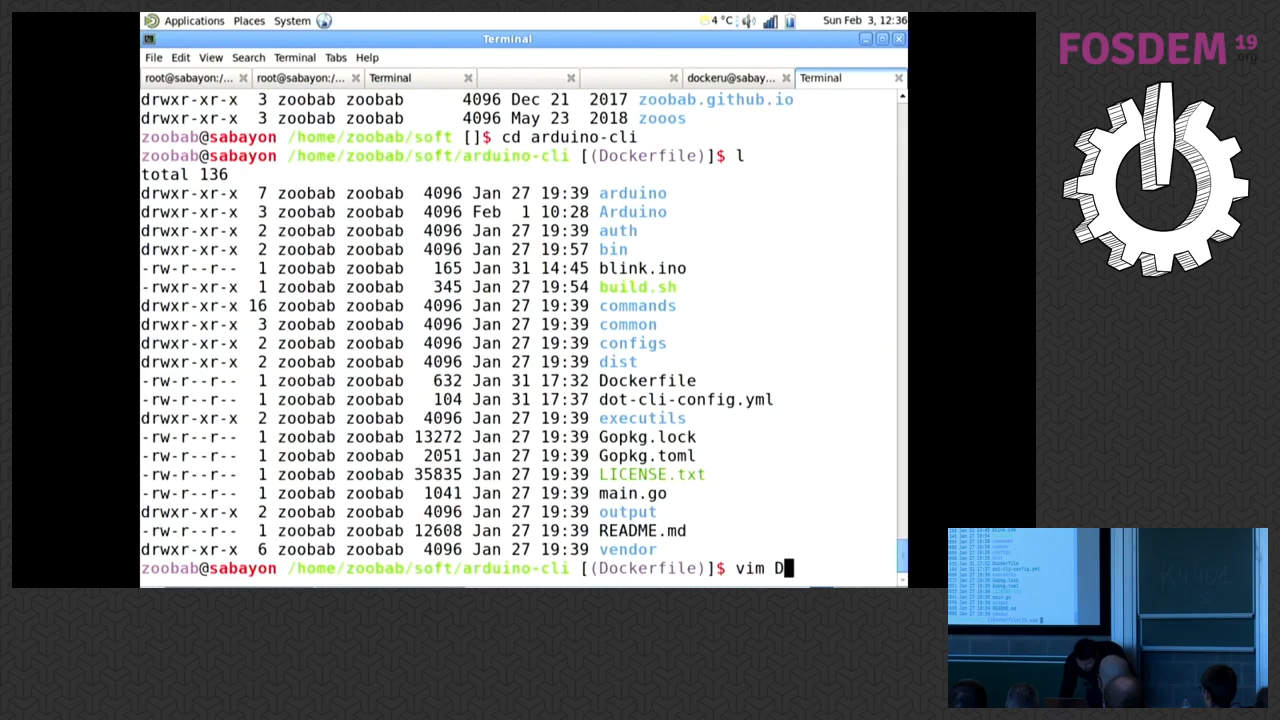 Applications Places System 4 °C Sun Feb 3, 12:36
Terminal
File Edit View Search Terminal Tabs Help
root@sabayon:/... root@sabayon:/... Terminal dockeru@sabay... Terminal
drwxr-xr-x 3 zoobab zoobab 4096 Dec 21 2017 zoobab.github.io
drwxr-xr-x 3 zoobab zoobab 4096 May 23 2018 zooos
zoobab@sabayon /home/zoobab/soft []$ cd arduino-cli
zoobab@sabayon /home/zoobab/soft/arduino-cli [(Dockerfile)]$ l
total 136
drwxr-xr-x 7 zoobab zoobab 4096 Jan 27 19:39 arduino
drwxr-xr-x 3 zoobab zoobab 4096 Feb 1 10:28 Arduino
drwxr-xr-x 2 zoobab zoobab 4096 Jan 27 19:39 auth
drwxr-xr-x 2 zoobab zoobab 4096 Jan 27 19:57 bin
-rw-r--r-- 1 zoobab zoobab 165 Jan 31 14:45 blink.ino
-rwxr-xr-x 1 zoobab zoobab 345 Jan 27 19:54 build.sh
drwxr-xr-x 16 zoobab zoobab 4096 Jan 27 19:39 commands
drwxr-xr-x 3 zoobab zoobab 4096 Jan 27 19:39 common
drwxr-xr-x 2 zoobab zoobab 4096 Jan 27 19:39 configs
drwxr-xr-x 2 zoobab zoobab 4096 Jan 27 19:39 dist
-rw-r--r-- 1 zoobab zoobab 632 Jan 31 17:32 Dockerfile
-rw-r--r-- 1 zoobab zoobab 104 Jan 31 17:37 dot-cli-config.yml
drwxr-xr-x 2 zoobab zoobab 4096 Jan 27 19:39 executils
-rw-r--r-- 1 zoobab zoobab 13272 Jan 27 19:39 Gopkg.lock
-rw-r--r-- 1 zoobab zoobab 2051 Jan 27 19:39 Gopkg.toml
-rw-r--r-- 1 zoobab zoobab 35835 Jan 27 19:39 LICENSE.txt
-rw-r--r-- 1 zoobab zoobab 1041 Jan 27 19:39 main.go
drwxr-xr-x 2 zoobab zoobab 4096 Jan 27 19:39 output
-rw-r--r-- 1 zoobab zoobab 12608 Jan 27 19:39 README.md
drwxr-xr-x 6 zoobab zoobab 4096 Jan 27 19:39 vendor
zoobab@sabayon /home/zoobab/soft/arduino-cli [(Dockerfile)]$ vim D
FOSDEM 19
.org